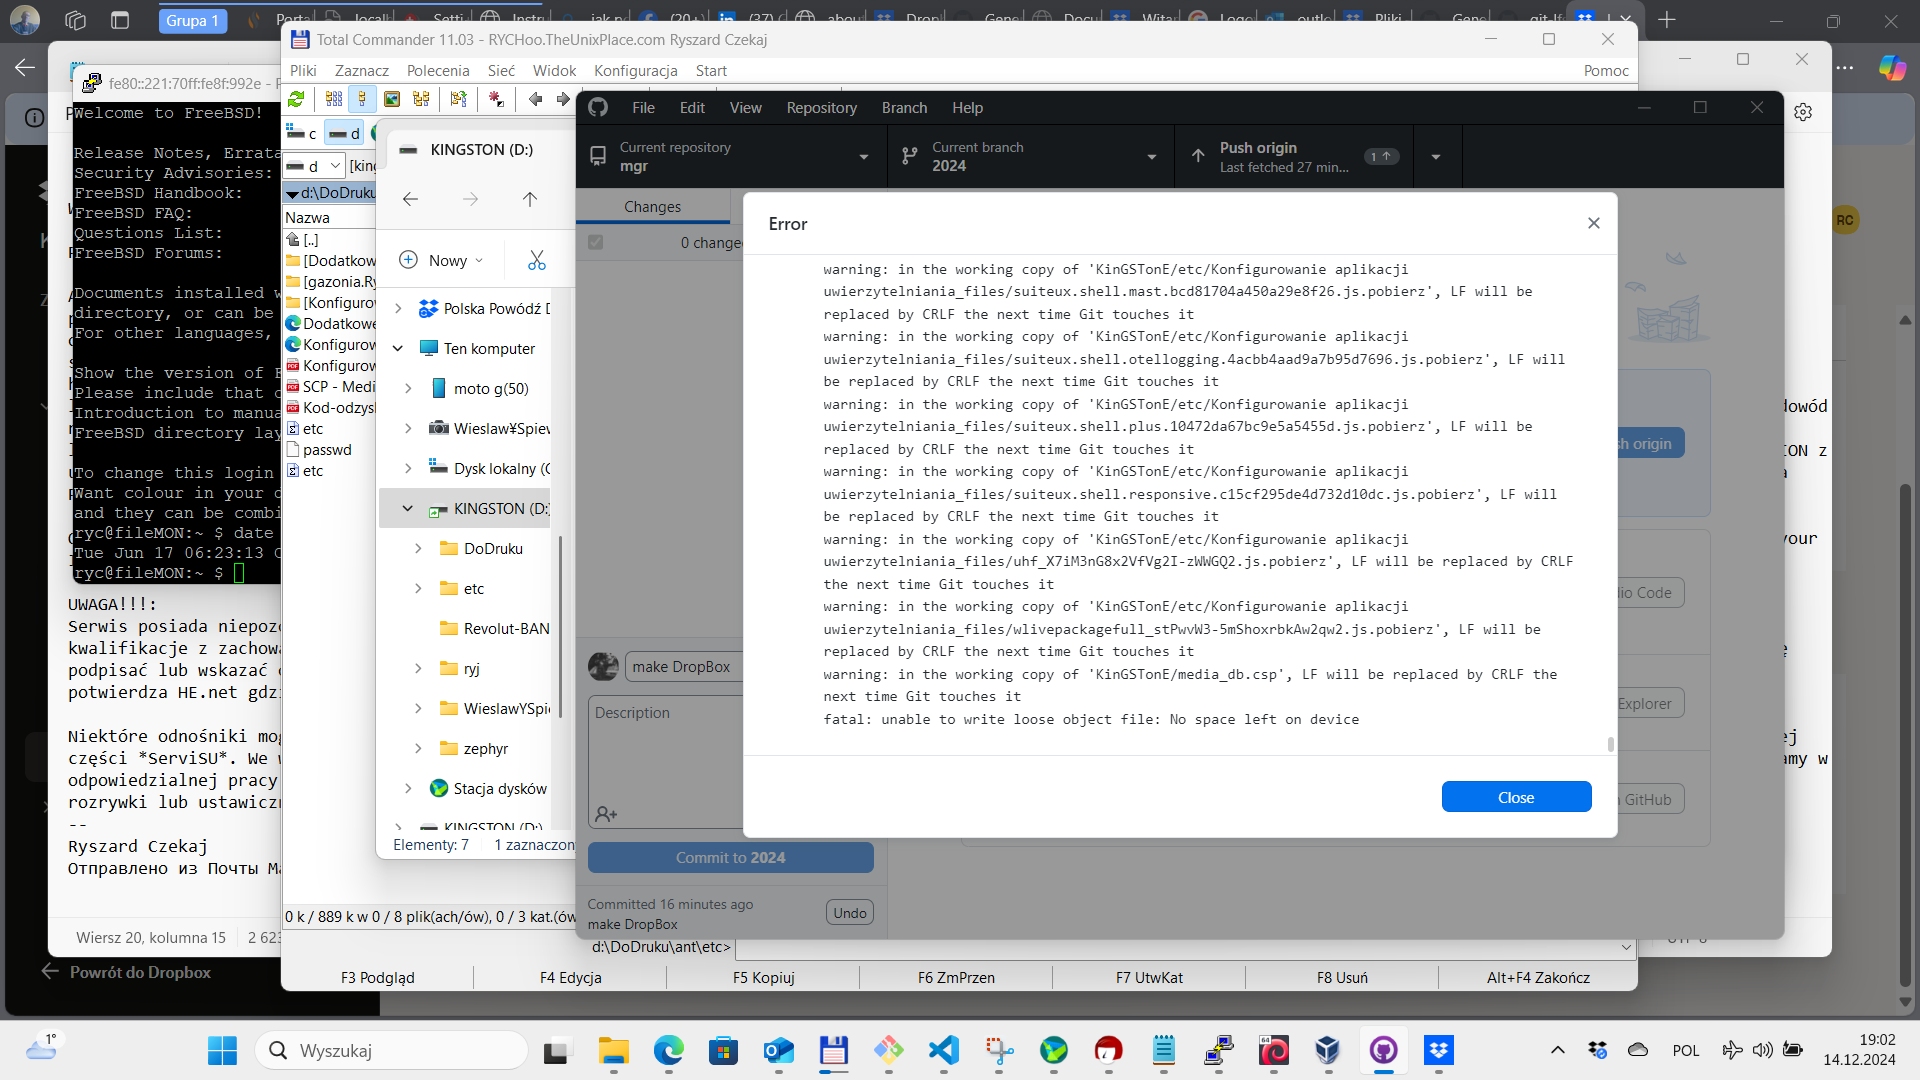 Grupa 1
Total Commander 11.03 - RYCHoo.TheUnixPlace.com Ryszard Czekaj
Pliki Zaznacz Polecenia Sieć Widok Konfiguracja Start Pomoc
fe80::221:70ff:fe8f:992e - P
Welcome to FreeBSD!
Release Notes, Errata
Security Advisories:
FreeBSD Handbook:
FreeBSD FAQ:
Questions List:
FreeBSD Forums:
Documents installed w
directory, or can be
For other languages,
Show the version of F
Please include that o
Introduction to manua
FreeBSD directory lay
To change this login
Want colour in your d
and they can be combi
ryc@fileMON:~ $ date
Tue Jun 17 06:23:13 C
ryc@fileMON:~ $
UWAGA!!!:
Serwis posiada niepozo
kwalifikacje z zachowa
podpisać lub wskazać
potwierdza HE.net gdzi
Niektóre odnośniki mog
części *ServiSU*. We w
odpowiedzialnej pracy
rozrywki lub ustawiczn
--
Ryszard Czekaj
Отправлено из Почты Ma
Wiersz 20, kolumna 15
2 623
Powrót do Dropbox
c d
d [king
d:\DoDruku
Nazwa
[..]
[Dodatkow
[gazonia.Ry
[Konfigurow
Dodatkowe
Konfigurow
Konfigurow
SCP - Medi
Kod-odzysk
etc
passwd
etc
0 k / 889 k w 0 / 8 plik(ach/ów), 0 / 3 kat.(ów
d:\DoDruku\ant\etc>
F3 Podgląd F4 Edycja F5 Kopiuj F6 ZmPrzen F7 UtwKat F8 Usuń Alt+F4 Zakończ
KINGSTON (D:)
Nowy
Polska Powódź D
Ten komputer
moto g(50)
Wieslaw¥Spiew
Dysk lokalny (C
KINGSTON (D:)
DoDruku
etc
Revolut-BAN
ryj
WieslawYSpie
zephyr
Stacja dysków
KINGSTON (D:)
Elementy: 7
1 zaznaczony
File Edit View Repository Branch Help
Current repository
mgr
Current branch
2024
Push origin
Last fetched 27 min...
1
Changes
0 changed
make DropBox
Description
Commit to 2024
Committed 16 minutes ago
make DropBox
Undo
Error
warning: in the working copy of 'KinGSTonE/etc/Konfigurowanie aplikacji
uwierzytelniania_files/suiteux.shell.mast.bcd81704a450a29e8f26.js.pobierz', LF will be
replaced by CRLF the next time Git touches it
warning: in the working copy of 'KinGSTonE/etc/Konfigurowanie aplikacji
uwierzytelniania_files/suiteux.shell.otellogging.4acbb4aad9a7b95d7696.js.pobierz', LF will
be replaced by CRLF the next time Git touches it
warning: in the working copy of 'KinGSTonE/etc/Konfigurowanie aplikacji
uwierzytelniania_files/suiteux.shell.plus.10472da67bc9e5a5455d.js.pobierz', LF will be
replaced by CRLF the next time Git touches it
warning: in the working copy of 'KinGSTonE/etc/Konfigurowanie aplikacji
uwierzytelniania_files/suiteux.shell.responsive.c15cf295de4d732d10dc.js.pobierz', LF will
be replaced by CRLF the next time Git touches it
warning: in the working copy of 'KinGSTonE/etc/Konfigurowanie aplikacji
uwierzytelniania_files/uhf_X7iM3nG8x2VfVg2I-zWWGQ2.js.pobierz', LF will be replaced by CRLF
the next time Git touches it
warning: in the working copy of 'KinGSTonE/etc/Konfigurowanie aplikacji
uwierzytelniania_files/wlivepackagefull_stPwvW3-5mShoxrbkAw2qw2.js.pobierz', LF will be
replaced by CRLF the next time Git touches it
warning: in the working copy of 'KinGSTonE/media_db.csp', LF will be replaced by CRLF the
next time Git touches it
fatal: unable to write loose object file: No space left on device
Close
sh origin
dio Code
Explorer
GitHub
RC
dowód
ION z
your
amy w
Wyszukaj
1°
POL
19:02
14.12.2024